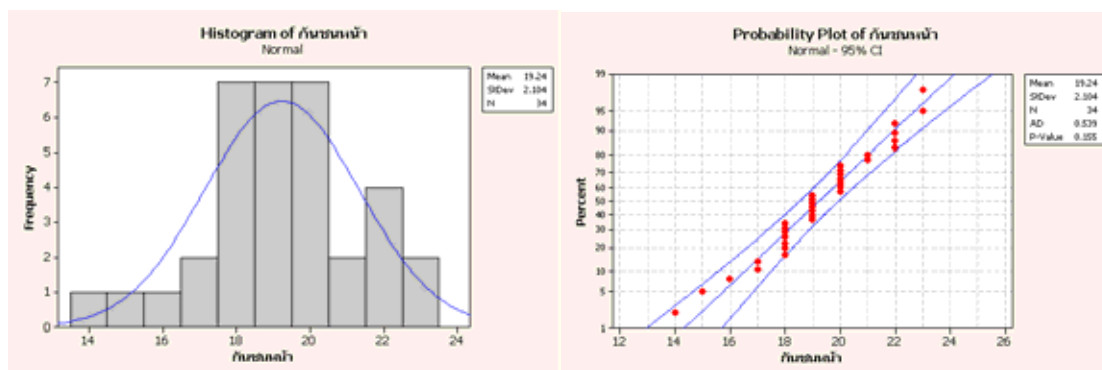 Histogram of กันชนหน้า
Normal
Mean 19.24
StDev 2.104
N 34
Frequency
7
6
5
4
3
2
1
0
14 16 18 20 22 24
กันชนหน้า
Probability Plot of กันชนหน้า
Normal - 95% CI
Mean 19.24
StDev 2.104
N 34
AD 0.539
P-Value 0.155
Percent
99
95
90
80
70
60
50
40
30
20
10
5
1
12 14 16 18 20 22 24 26
กันชนหน้า